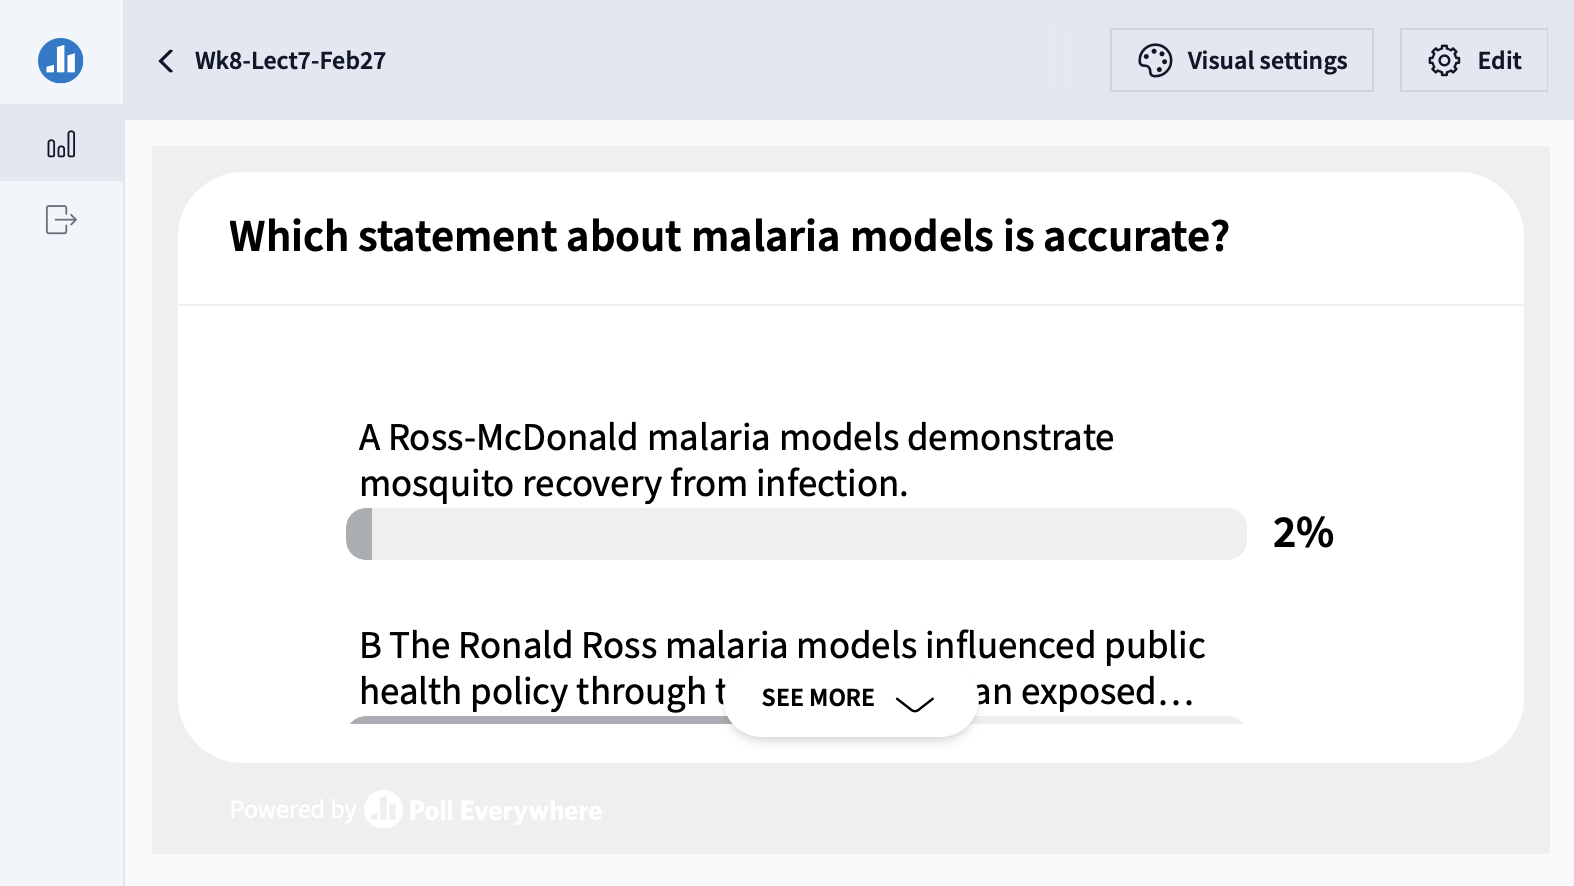 Wk8-Lect7-Feb27
Visual settings
Edit
Which statement about malaria models is accurate?
A Ross-McDonald malaria models demonstrate
mosquito recovery from infection.
2%
B The Ronald Ross malaria models influenced public
health policy through t
an exposed…
SEE MORE
Powered by Poll Everywhere